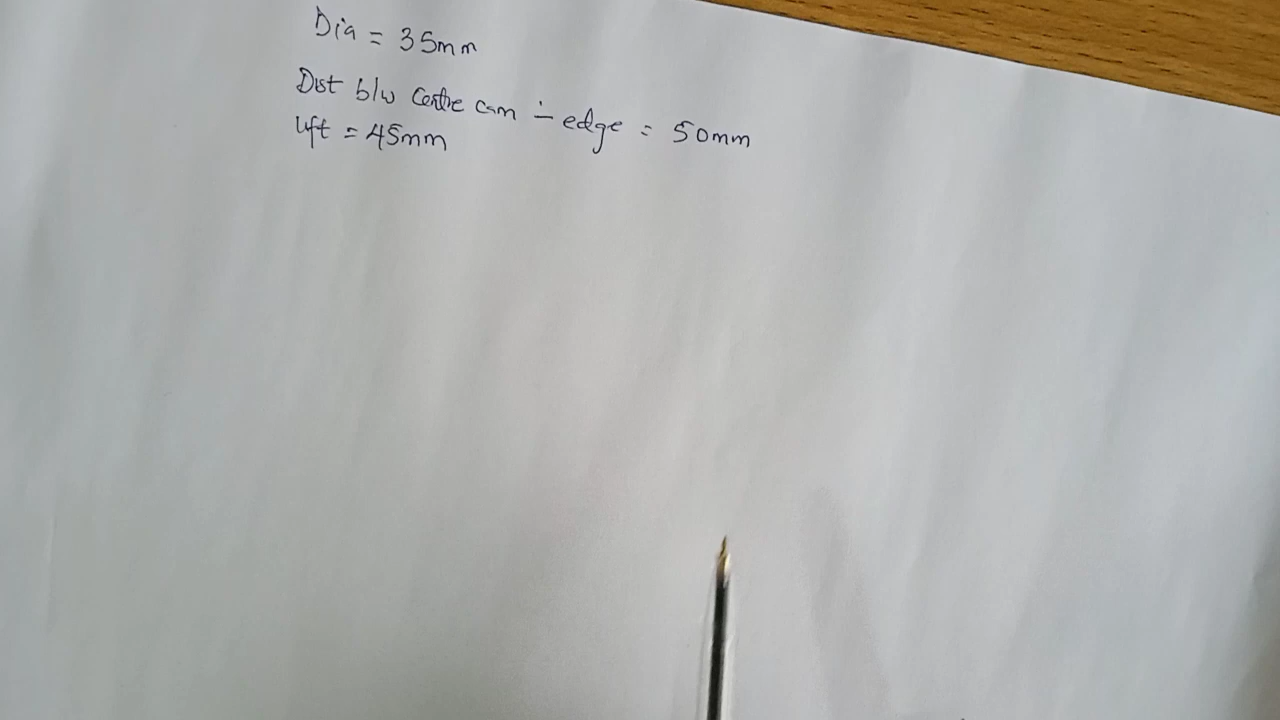 Dia = 35mm
Dist b/w Centre cam ÷ edge = 50mm
lift = 45mm